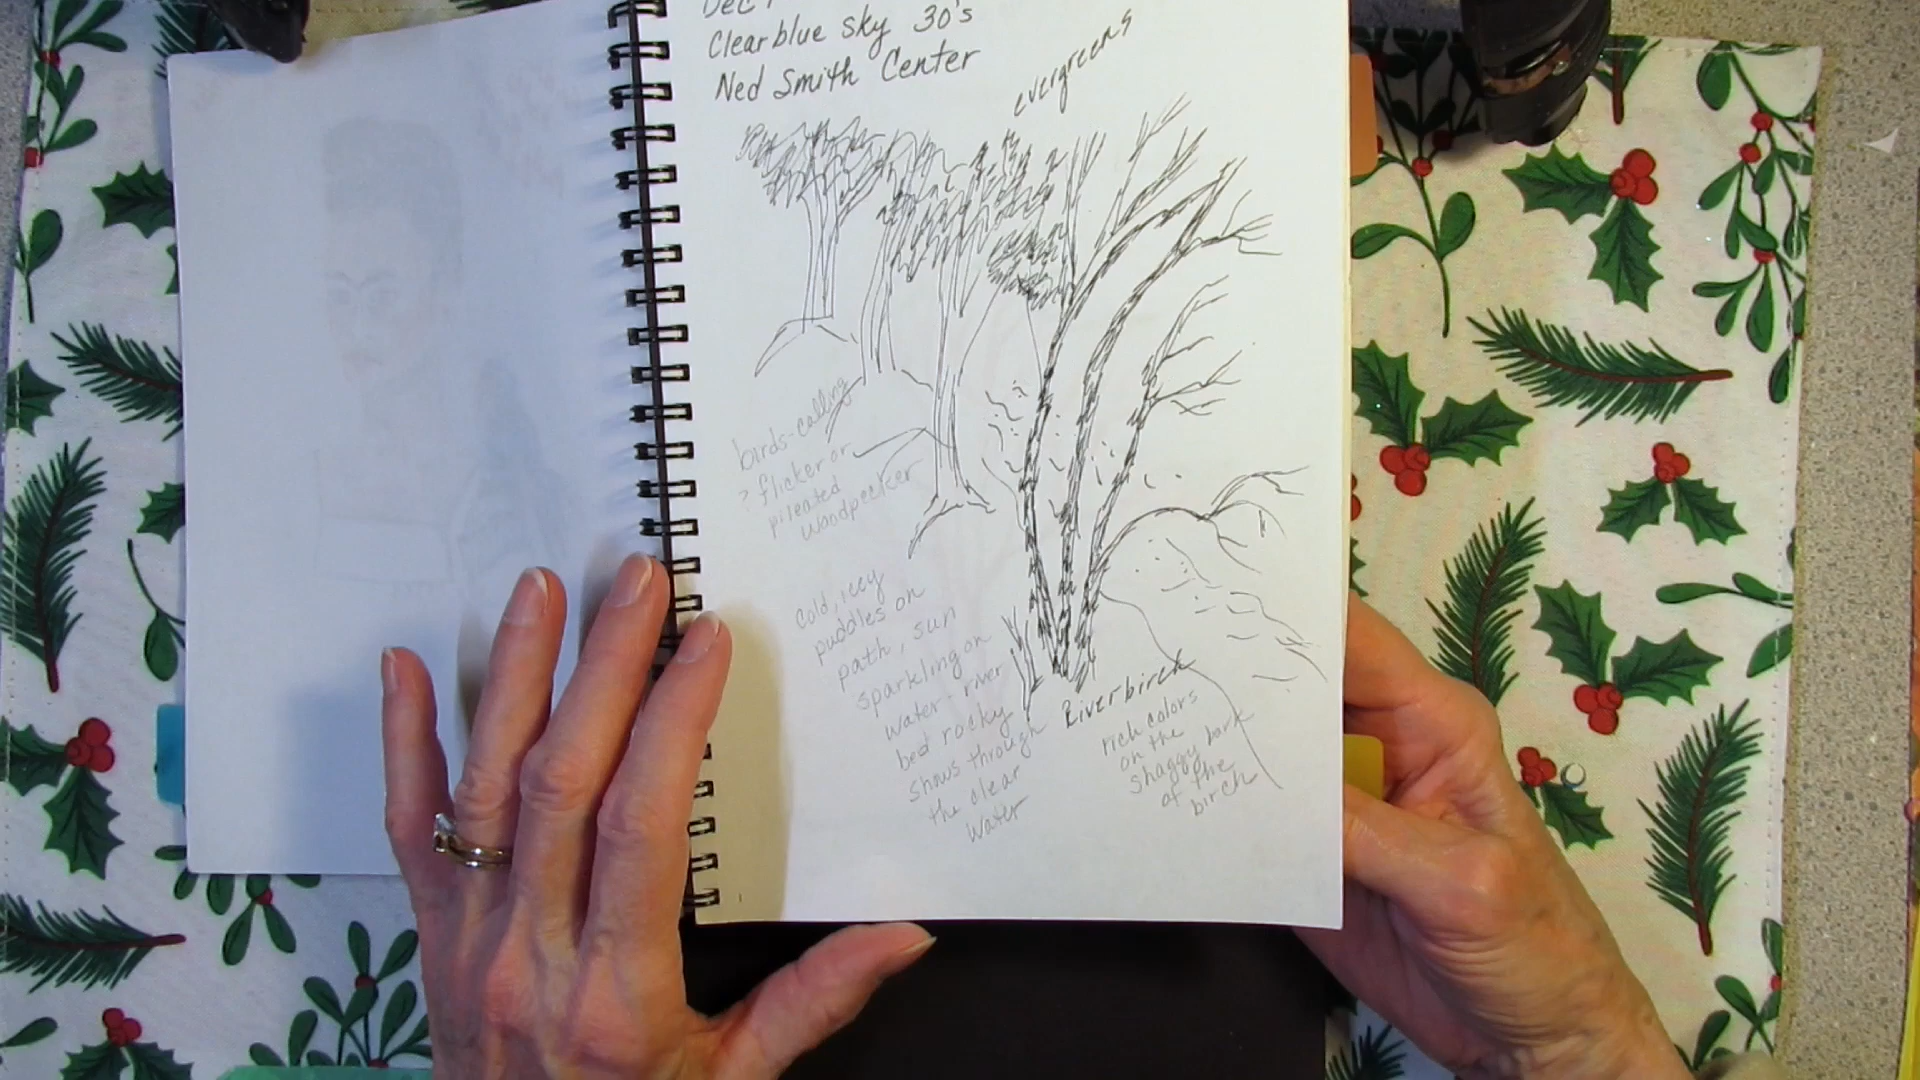 Dec
Clear blue sky 30's
Ned Smith Center
evergreens
birds-calling
? flicker or
pileated
woodpecker
cold, icey
puddles on
path, sun
sparkling on
water - river
bed rocky
shows through
the clear
water
Riverbirch
rich colors
on the
shaggy bark
of the
birch